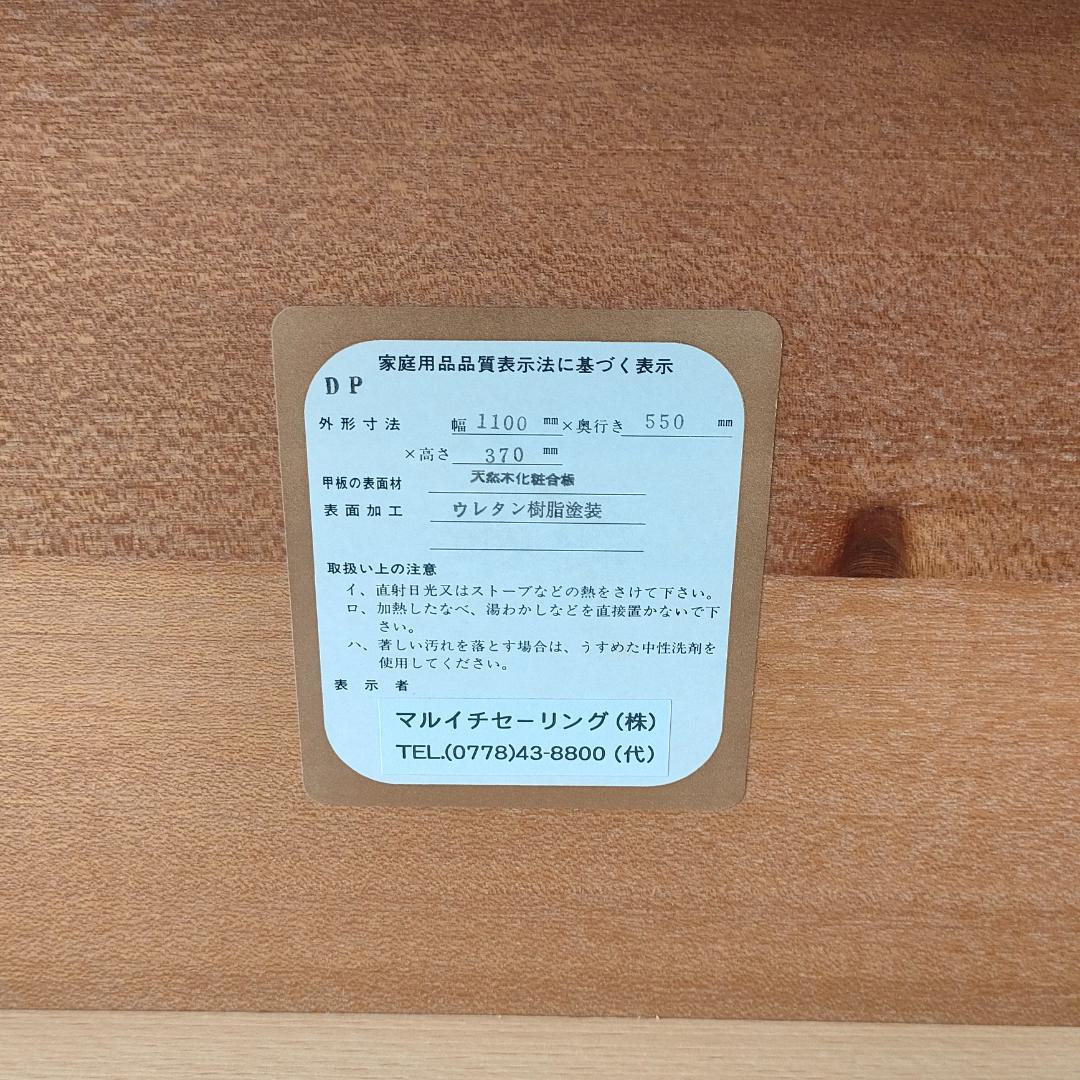 家庭用品品質表示法に基づく表示
DP
外形寸法 幅 1100 mm×奥行き 550 mm
×高さ 370 mm
甲板の表面材 天然木化粧合板
表面加工 ウレタン樹脂塗装
取扱い上の注意
イ、直射日光又はストーブなどの熱をさけて下さい。
ロ、加熱したなべ、湯わかしなどを直接置かないで下
さい。
ハ、著しい汚れを落とす場合は、うすめた中性洗剤を
使用してください。
表示者
マルイチセーリング(株)
TEL.(0778)43-8800(代)